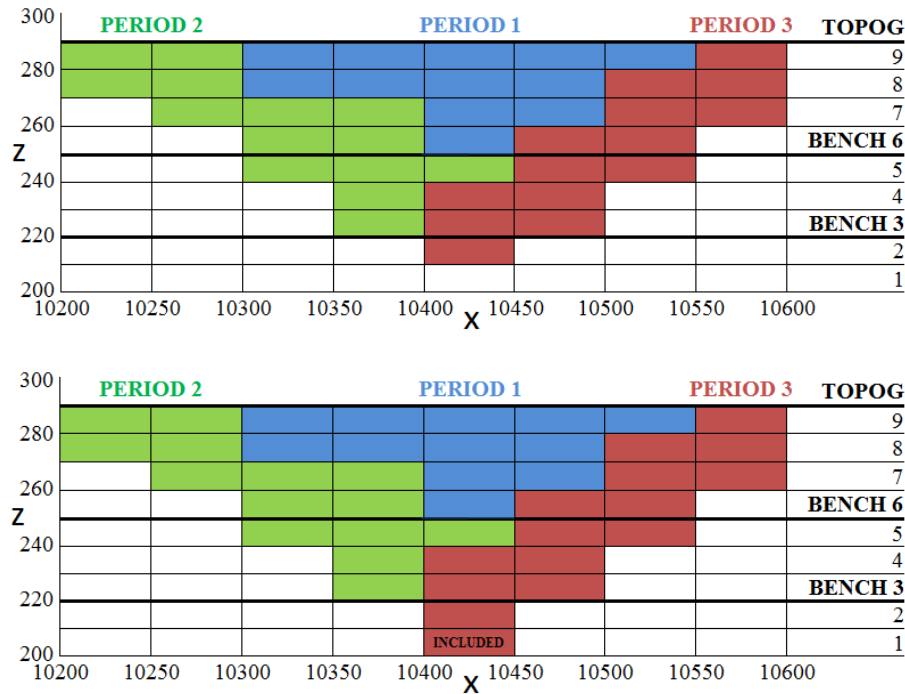 300 PERIOD 2 PERIOD 1 PERIOD 3 TOPOG
9
280 8
7
260 BENCH 6
Z
5
240 4
BENCH 3
220
2
200 1
10200 10250 10300 10350 10400 10450 10500 10550 10600
X
300 PERIOD 2 PERIOD 1 PERIOD 3 TOPOG
9
280 8
7
260 BENCH 6
Z
5
240 4
BENCH 3
220
2
INCLUDED 1
200
10200 10250 10300 10350 10400 10450 10500 10550 10600
X